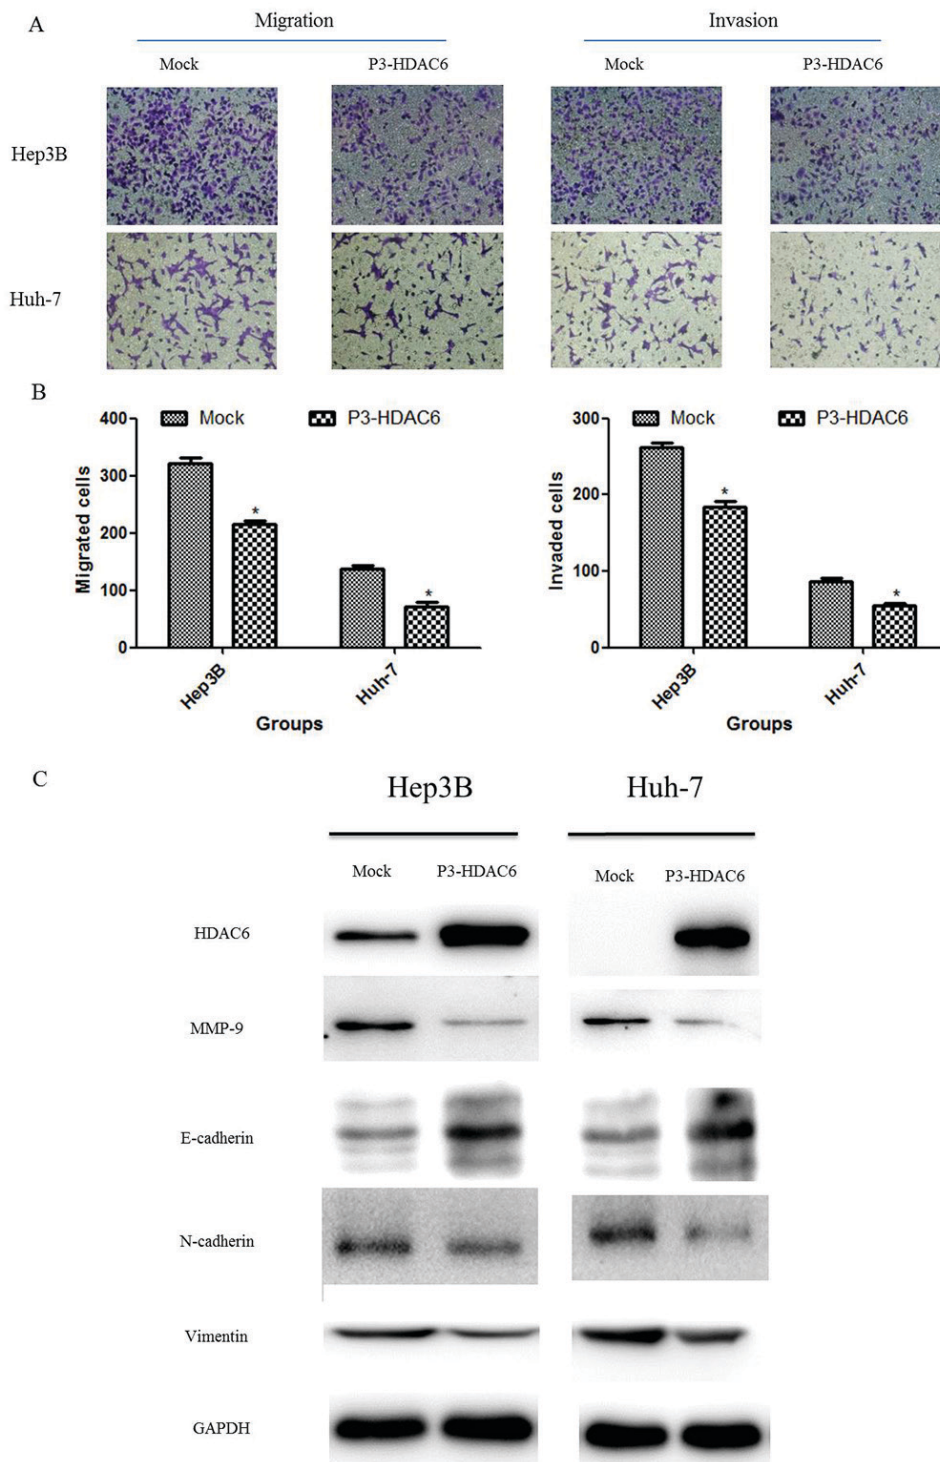 A
Migration
Invasion
Mock
P3-HDAC6
Mock
P3-HDAC6
Hep3B
Huh-7
B
400
300
200
100
0
Migrated cells
Mock
P3-HDAC6
*
*
Hep3B
Huh-7
Groups
300
200
100
0
Invaded cells
Mock
P3-HDAC6
*
*
Hep3B
Huh-7
Groups
C
Hep3B
Huh-7
Mock
P3-HDAC6
Mock
P3-HDAC6
HDAC6
MMP-9
E-cadherin
N-cadherin
Vimentin
GAPDH